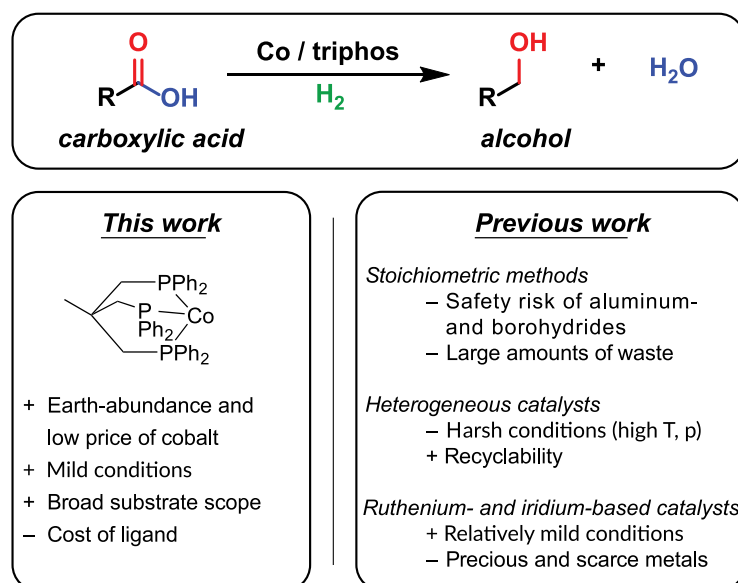 O
R
OH
carboxylic acid
Co / triphos
H2
OH
R
alcohol
+
H2O
This work
PPh2
P
Ph2
Co
PPh2
+ Earth-abundance and
low price of cobalt
+ Mild conditions
+ Broad substrate scope
– Cost of ligand
Previous work
Stoichiometric methods
– Safety risk of aluminum-
and borohydrides
– Large amounts of waste
Heterogeneous catalysts
– Harsh conditions (high T, p)
+ Recyclability
Ruthenium- and iridium-based catalysts
+ Relatively mild conditions
– Precious and scarce metals